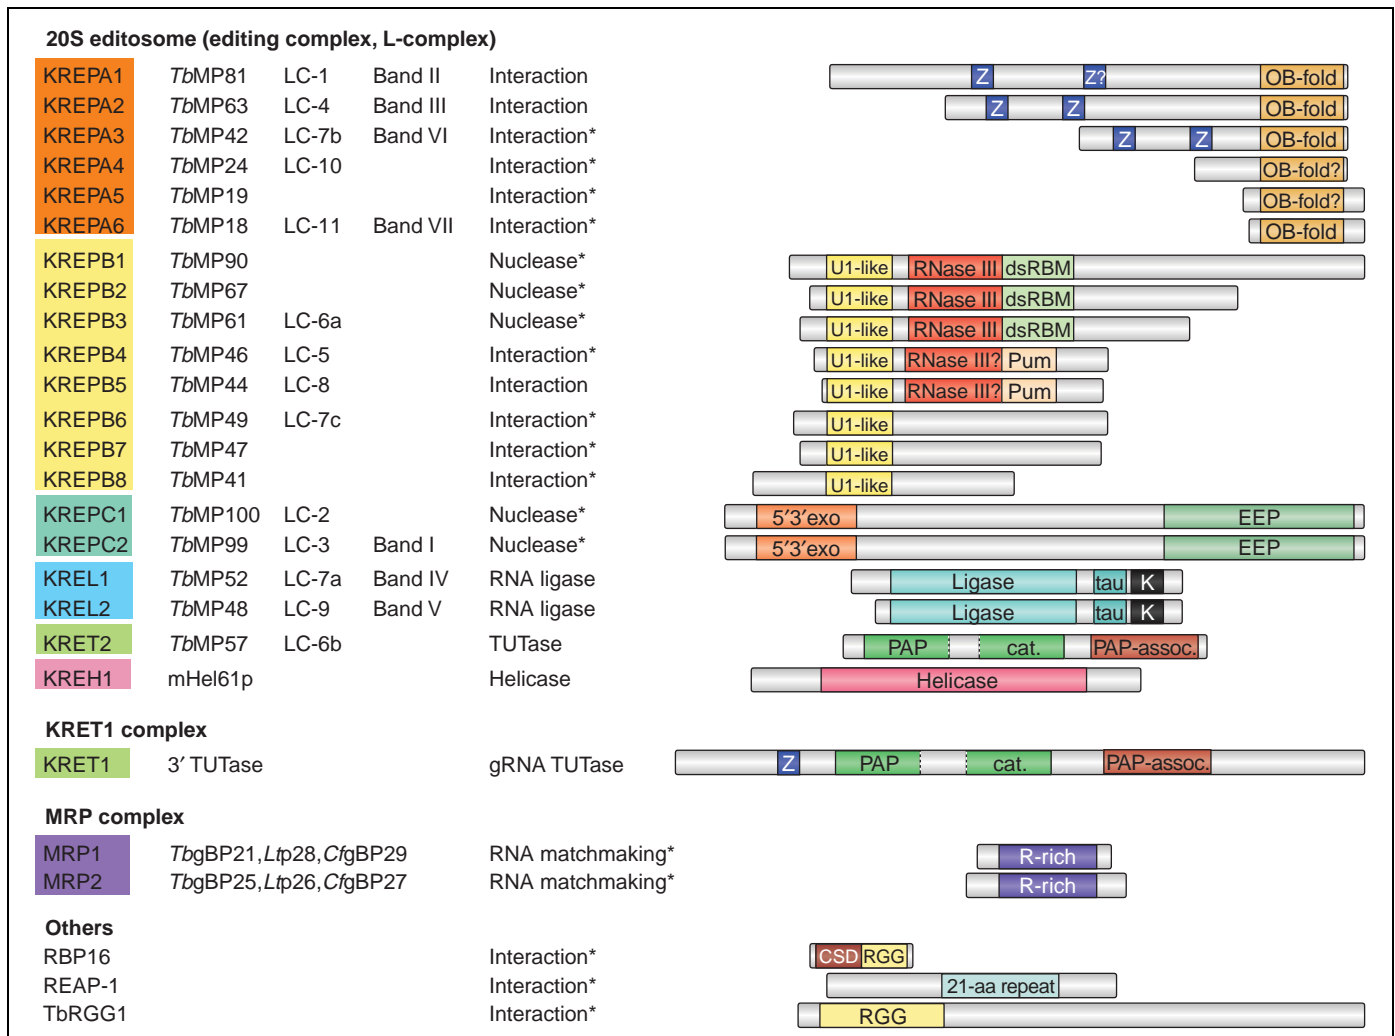 20S editosome (editing complex, L-complex)
KREPA1 TbMP81 LC-1 Band II Interaction Z Z? OB-fold
KREPA2 TbMP63 LC-4 Band III Interaction Z Z OB-fold
KREPA3 TbMP42 LC-7b Band VI Interaction* Z Z OB-fold
KREPA4 TbMP24 LC-10 Interaction* OB-fold?
KREPA5 TbMP19 Interaction* OB-fold?
KREPA6 TbMP18 LC-11 Band VII Interaction* OB-fold
KREPB1 TbMP90 Nuclease* U1-like RNase III dsRBM
KREPB2 TbMP67 Nuclease* U1-like RNase III dsRBM
KREPB3 TbMP61 LC-6a Nuclease* U1-like RNase III dsRBM
KREPB4 TbMP46 LC-5 Interaction* U1-like RNase III? Pum
KREPB5 TbMP44 LC-8 Interaction U1-like RNase III? Pum
KREPB6 TbMP49 LC-7c Interaction* U1-like
KREPB7 TbMP47 Interaction* U1-like
KREPB8 TbMP41 Interaction* U1-like
KREPC1 TbMP100 LC-2 Nuclease* 5′3′exo EEP
KREPC2 TbMP99 LC-3 Band I Nuclease* 5′3′exo EEP
KREL1 TbMP52 LC-7a Band IV RNA ligase Ligase tau K
KREL2 TbMP48 LC-9 Band V RNA ligase Ligase tau K
KRET2 TbMP57 LC-6b TUTase PAP cat. PAP-assoc.
KREH1 mHel61p Helicase Helicase
KRET1 complex
KRET1 3′ TUTase gRNA TUTase Z PAP cat. PAP-assoc.
MRP complex
MRP1 TbgBP21,Ltp28,CfgBP29 RNA matchmaking* R-rich
MRP2 TbgBP25,Ltp26,CfgBP27 RNA matchmaking* R-rich
Others
RBP16 Interaction* CSD RGG
REAP-1 Interaction* 21-aa repeat
TbRGG1 Interaction* RGG